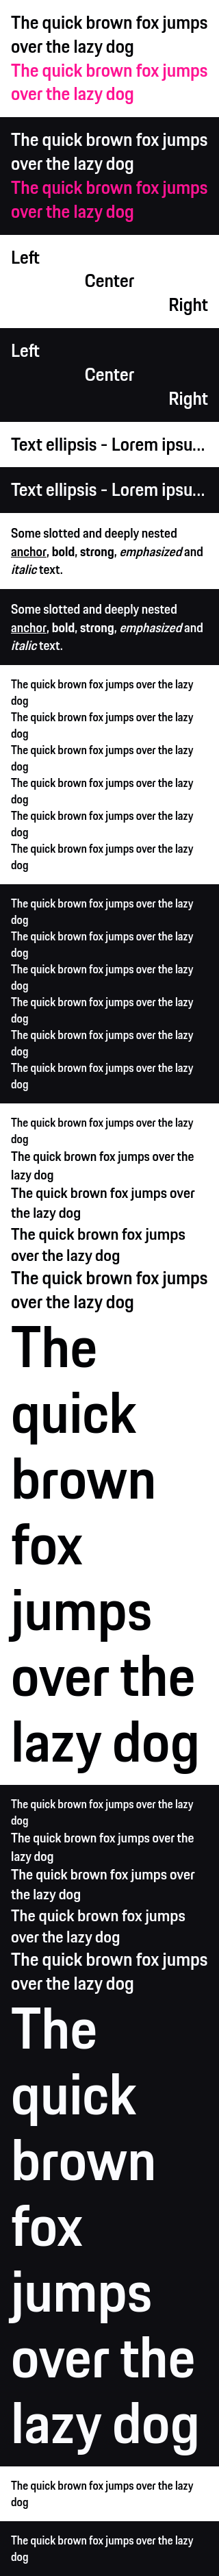 The quick brown fox jumps
over the lazy dog
The quick brown fox jumps
over the lazy dog
The quick brown fox jumps
over the lazy dog
The quick brown fox jumps
over the lazy dog
Left
Center
Right
Left
Center
Right
Text ellipsis - Lorem ipsu...
Text ellipsis - Lorem ipsu...
Some slotted and deeply nested
anchor, bold, strong, emphasized and
italic text.
Some slotted and deeply nested
anchor, bold, strong, emphasized and
italic text.
The quick brown fox jumps over the lazy
dog
The quick brown fox jumps over the lazy
dog
The quick brown fox jumps over the lazy
dog
The quick brown fox jumps over the lazy
dog
The quick brown fox jumps over the lazy
dog
The quick brown fox jumps over the lazy
dog
The quick brown fox jumps over the lazy
dog
The quick brown fox jumps over the lazy
dog
The quick brown fox jumps over the lazy
dog
The quick brown fox jumps over the lazy
dog
The quick brown fox jumps over the lazy
dog
The quick brown fox jumps over the lazy
dog
The quick brown fox jumps over the lazy
dog
The quick brown fox jumps over the
lazy dog
The quick brown fox jumps over
the lazy dog
The quick brown fox jumps
over the lazy dog
The quick brown fox jumps
over the lazy dog
The
quick
brown
fox
jumps
over the
lazy dog
The quick brown fox jumps over the lazy
dog
The quick brown fox jumps over the
lazy dog
The quick brown fox jumps over
the lazy dog
The quick brown fox jumps
over the lazy dog
The quick brown fox jumps
over the lazy dog
The
quick
brown
fox
jumps
over the
lazy dog
The quick brown fox jumps over the lazy
dog
The quick brown fox jumps over the lazy
dog